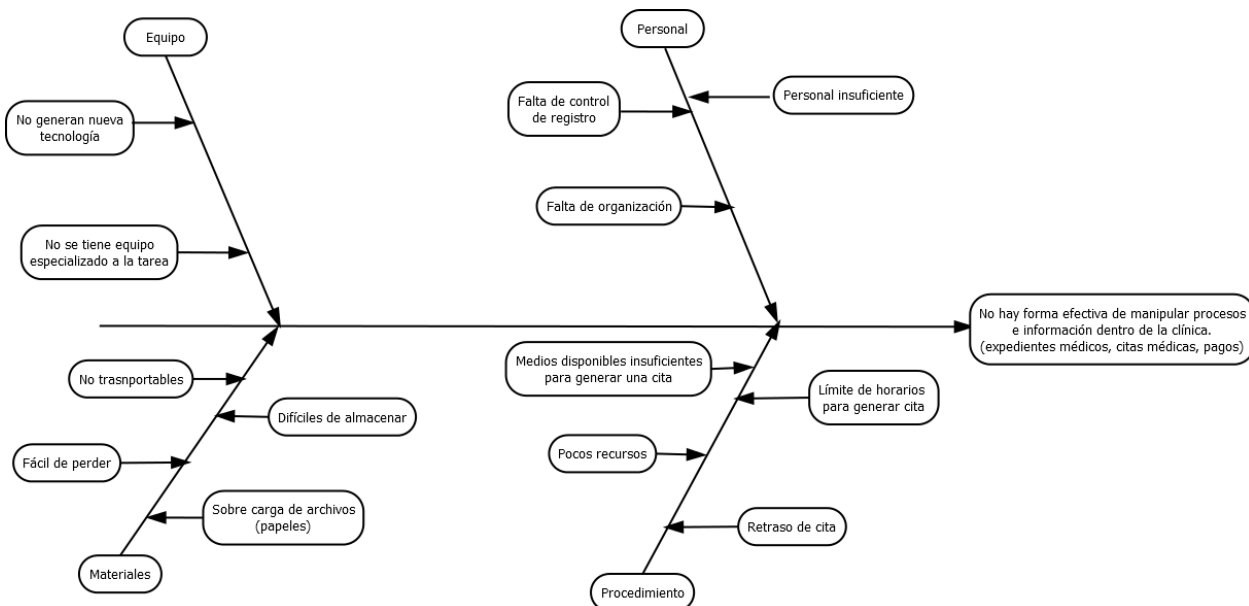 Equipo
Personal
No generan nueva
tecnología
Falta de control
de registro
Personal insuficiente
Falta de organización
No se tiene equipo
especializado a la tarea
No hay forma efectiva de manipular procesos
e información dentro de la clínica.
(expedientes médicos, citas médicas, pagos)
No trasnportables
Difíciles de almacenar
Fácil de perder
Sobre carga de archivos
(papeles)
Materiales
Medios disponibles insuficientes
para generar una cita
Límite de horarios
para generar cita
Pocos recursos
Retraso de cita
Procedimiento